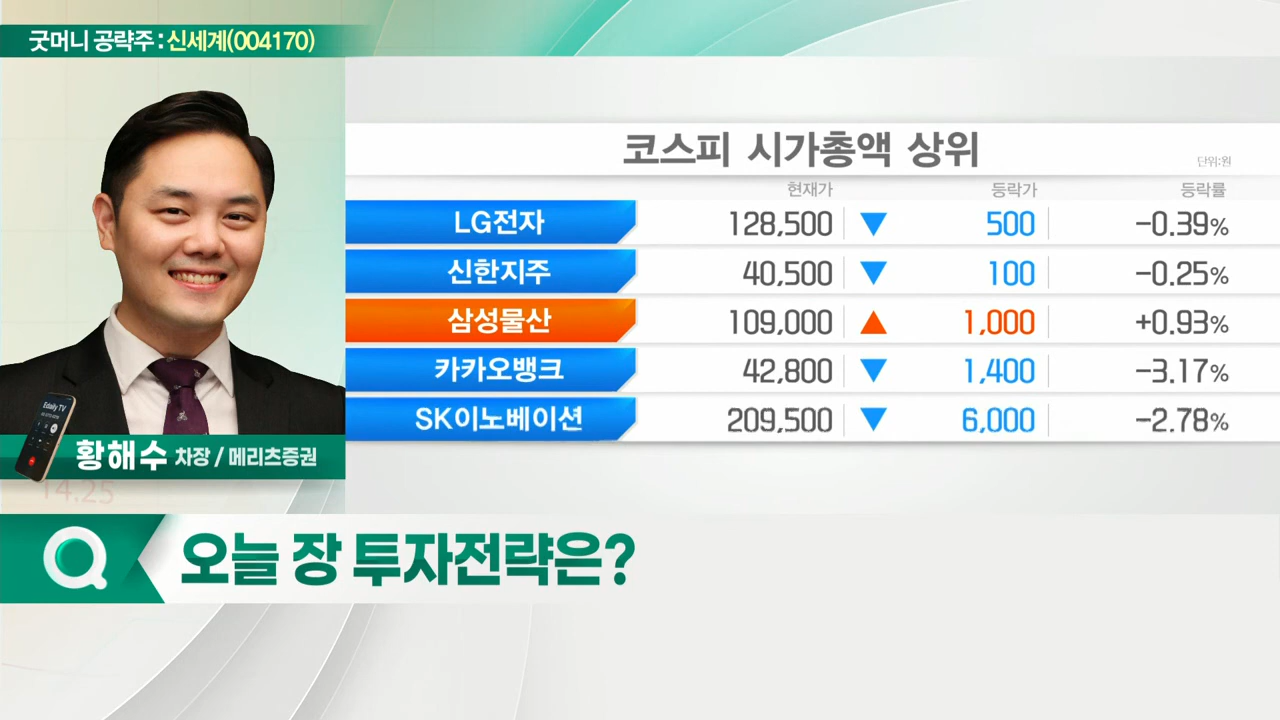 굿머니 공략주 : 신세계(004170)
코스피 시가총액 상위
단위:원
현재가 등락가 등락률
LG전자 128,500 ▼ 500 -0.39%
신한지주 40,500 ▼ 100 -0.25%
삼성물산 109,000 ▲ 1,000 +0.93%
카카오뱅크 42,800 ▼ 1,400 -3.17%
SK이노베이션 209,500 ▼ 6,000 -2.78%
Edaily TV
황해수 차장 / 메리츠증권
14.25
Q 오늘 장 투자전략은?